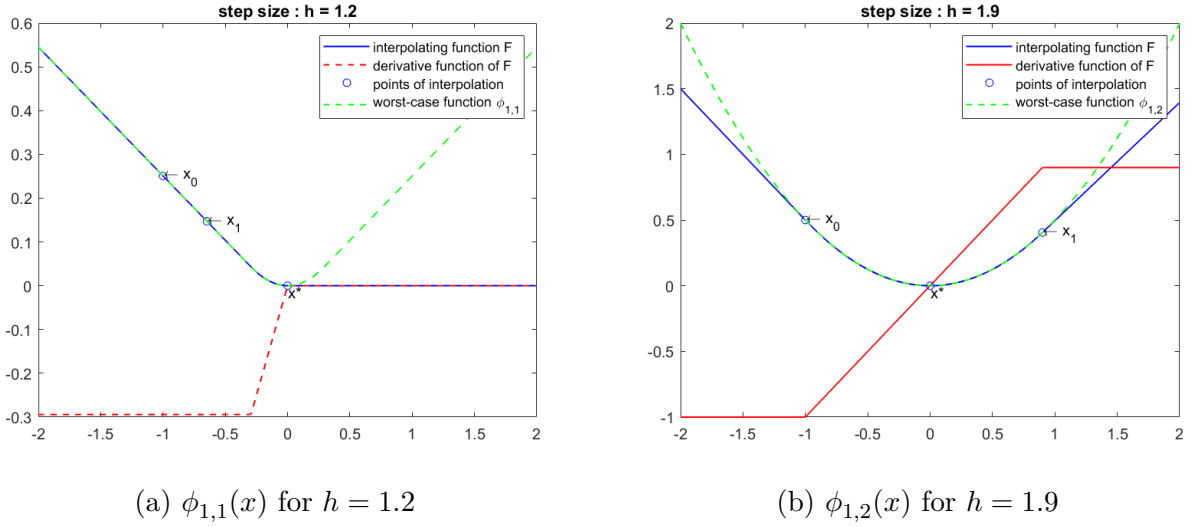 step size : h = 1.2
0.6
0.5
0.4
0.3
0.2
0.1
0
-0.1
-0.2
-0.3
-2
-1.5
-1
-0.5
0
0.5
1
1.5
2
interpolating function F
derivative function of F
points of interpolation
worst-case function ϕ₁,₁
x₀
x₁
x*
(a) ϕ₁,₁(x) for h = 1.2
step size : h = 1.9
2
1.5
1
0.5
0
-0.5
-1
-2
-1.5
-1
-0.5
0
0.5
1
1.5
2
interpolating function F
derivative function of F
points of interpolation
worst-case function ϕ₁,₂
x₀
x₁
x*
(b) ϕ₁,₂(x) for h = 1.9